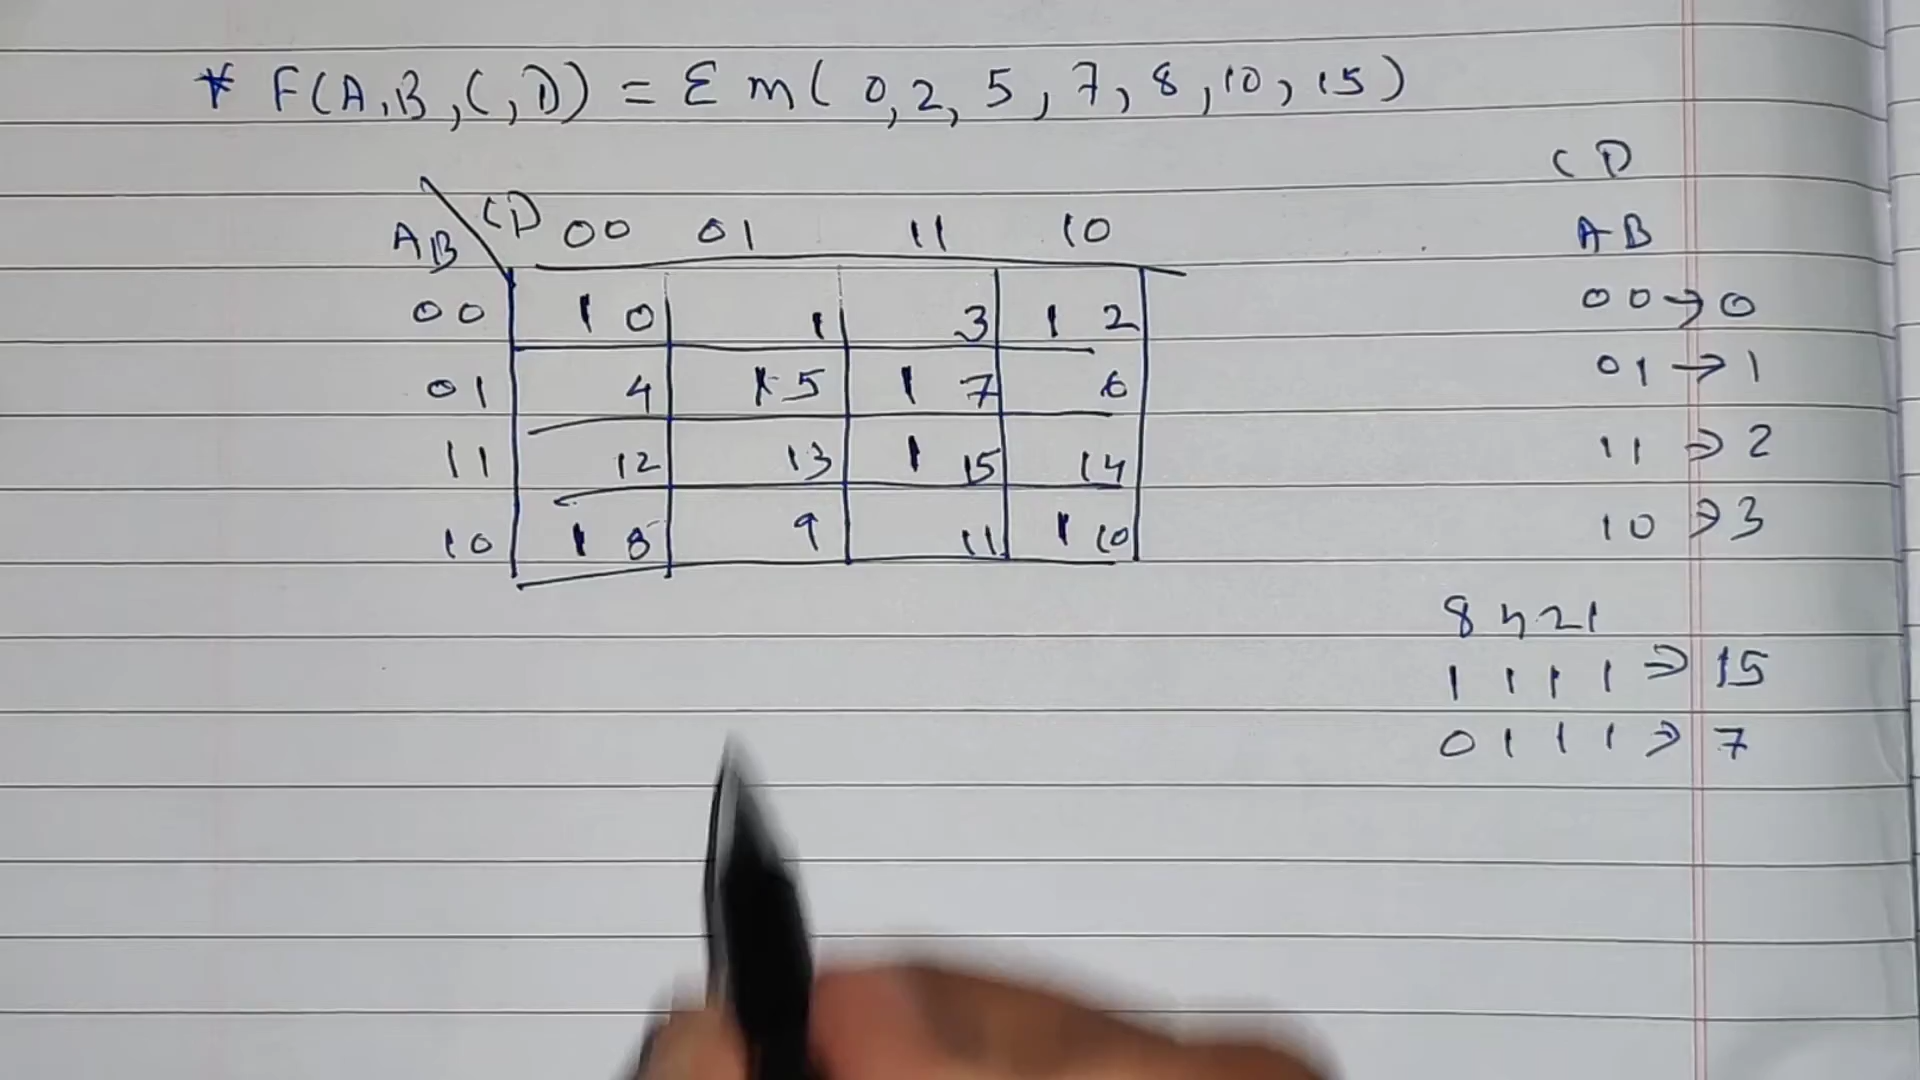 * F(A,B,C,D) = Σ m( 0,2, 5, 7, 8, 10, 15)
CD
AB CD 00 01 11 10
AB
00 1 0 1 3 1 2
00 → 0
01 4 1 5 1 7 6
01 → 1
11 12 13 1 15 14
11 ⇒ 2
10 1 8 9 11 1 10
10 ⇒ 3
8 4 2 1
1 1 1 1 ⇒ 15
0 1 1 1 ⇒ 7